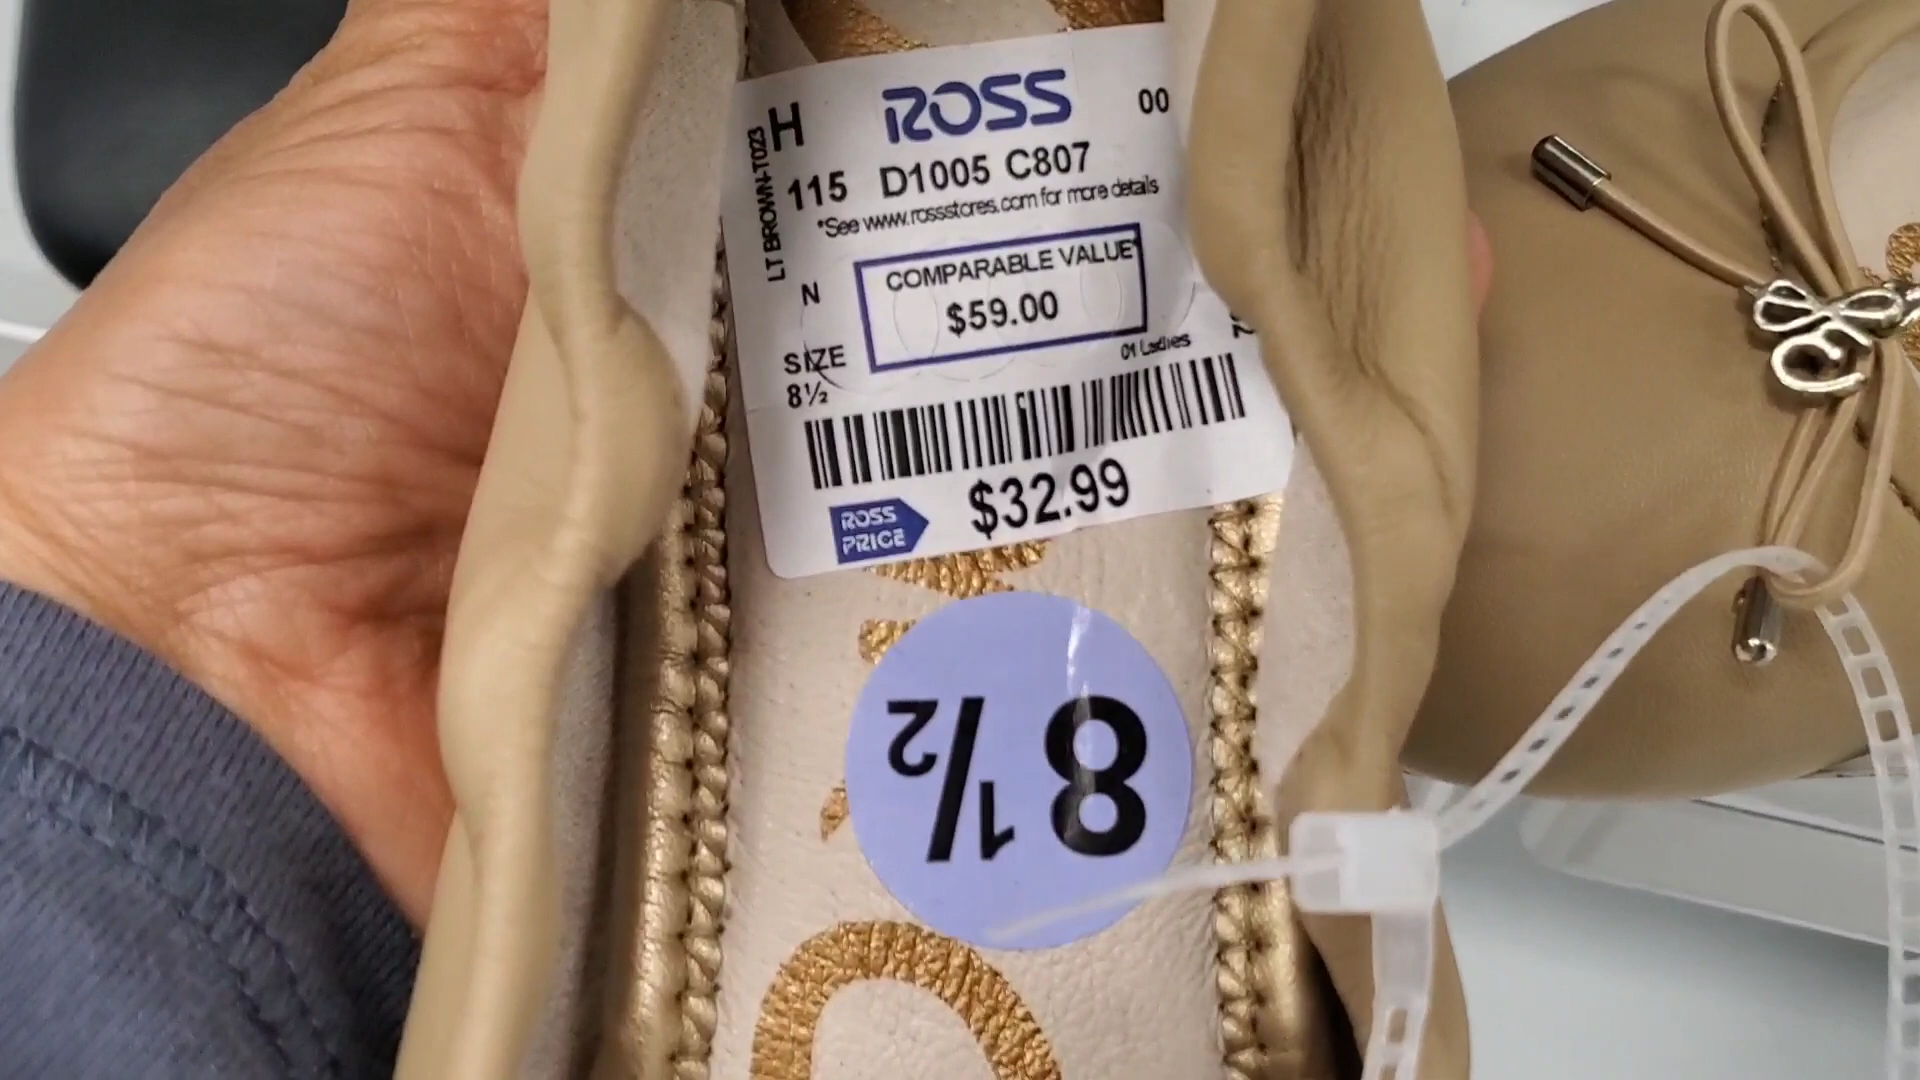 H ROSS 00
LT BROWN-T023
115 D1005 C807
*See www.rossstores.com for more details
N COMPARABLE VALUE*
$59.00
SIZE 01 Ladies
8½
ROSS
PRICE $32.99
8½